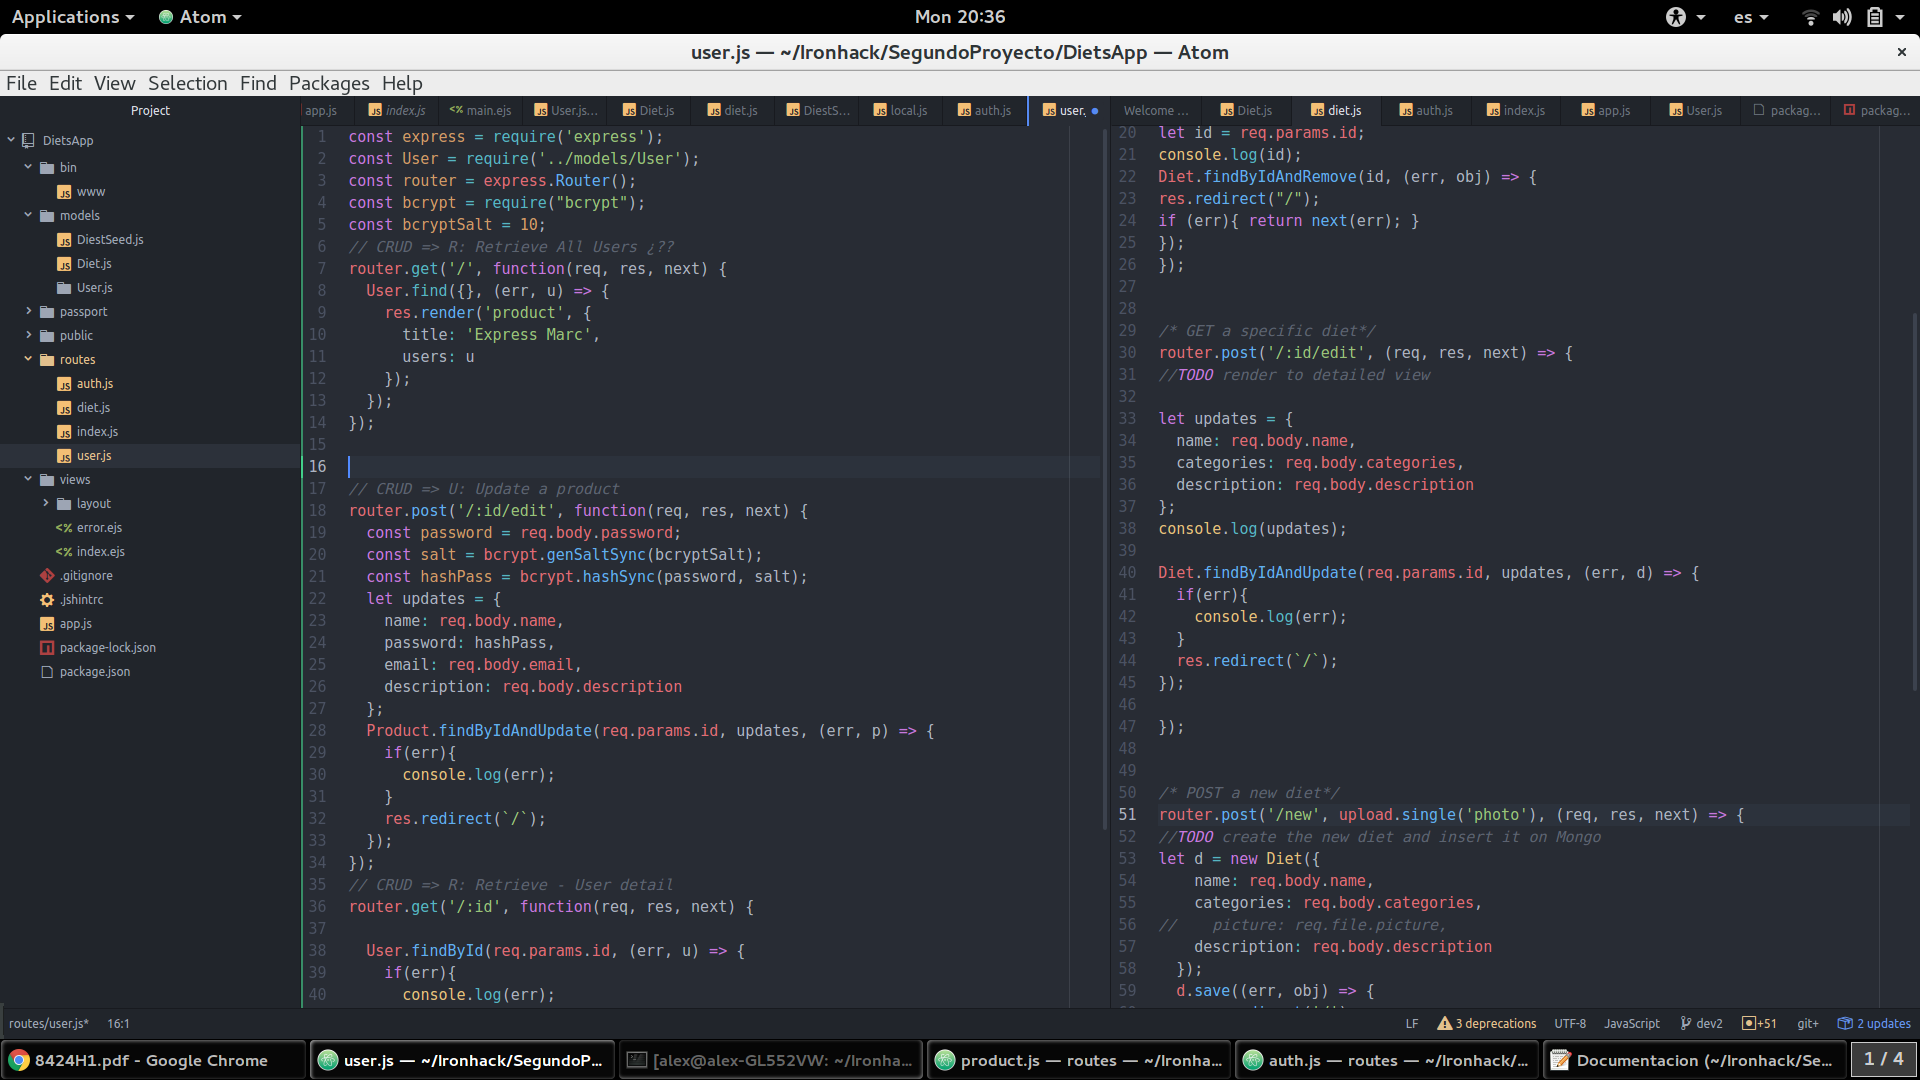 Applications
Atom
Mon 20:36
es
user.js — ~/Ironhack/SegundoProyecto/DietsApp — Atom
File Edit View Selection Find Packages Help
Project
app.js
index.js
main.ejs
User.js...
Diet.js
diet.js
DiestS...
local.js
auth.js
user.
Welcome ...
Diet.js
diet.js
auth.js
index.js
app.js
User.js
packag...
packag...
DietsApp
bin
www
models
DiestSeed.js
Diet.js
User.js
passport
public
routes
auth.js
diet.js
index.js
user.js
views
layout
error.ejs
index.ejs
.gitignore
.jshintrc
app.js
package-lock.json
package.json
1 const express = require('express');
2 const User = require('../models/User');
3 const router = express.Router();
4 const bcrypt = require("bcrypt");
5 const bcryptSalt = 10;
6 // CRUD => R: Retrieve All Users ¿??
7 router.get('/', function(req, res, next) {
8 User.find({}, (err, u) => {
9 res.render('product', {
10 title: 'Express Marc',
11 users: u
12 });
13 });
14 });
15
16
17 // CRUD => U: Update a product
18 router.post('/:id/edit', function(req, res, next) {
19 const password = req.body.password;
20 const salt = bcrypt.genSaltSync(bcryptSalt);
21 const hashPass = bcrypt.hashSync(password, salt);
22 let updates = {
23 name: req.body.name,
24 password: hashPass,
25 email: req.body.email,
26 description: req.body.description
27 };
28 Product.findByIdAndUpdate(req.params.id, updates, (err, p) => {
29 if(err){
30 console.log(err);
31 }
32 res.redirect(`/`);
33 });
34 });
35 // CRUD => R: Retrieve - User detail
36 router.get('/:id', function(req, res, next) {
37
38 User.findById(req.params.id, (err, u) => {
39 if(err){
40 console.log(err);
20 let id = req.params.id;
21 console.log(id);
22 Diet.findByIdAndRemove(id, (err, obj) => {
23 res.redirect("/");
24 if (err){ return next(err); }
25 });
26 });
27
28
29 /* GET a specific diet*/
30 router.post('/:id/edit', (req, res, next) => {
31 //TODO render to detailed view
32
33 let updates = {
34 name: req.body.name,
35 categories: req.body.categories,
36 description: req.body.description
37 };
38 console.log(updates);
39
40 Diet.findByIdAndUpdate(req.params.id, updates, (err, d) => {
41 if(err){
42 console.log(err);
43 }
44 res.redirect(`/`);
45 });
46
47 });
48
49
50 /* POST a new diet*/
51 router.post('/new', upload.single('photo'), (req, res, next) => {
52 //TODO create the new diet and insert it on Mongo
53 let d = new Diet({
54 name: req.body.name,
55 categories: req.body.categories,
56 // picture: req.file.picture,
57 description: req.body.description
58 });
59 d.save((err, obj) => {
routes/user.js* 16:1
LF
3 deprecations
UTF-8
JavaScript
dev2
+51
git+
2 updates
8424H1.pdf - Google Chrome
user.js — ~/Ironhack/SegundoP...
[alex@alex-GL552VW: ~/Ironha...
product.js — routes — ~/Ironha...
auth.js — routes — ~/Ironhack/...
Documentacion (~/Ironhack/Se...
1 / 4